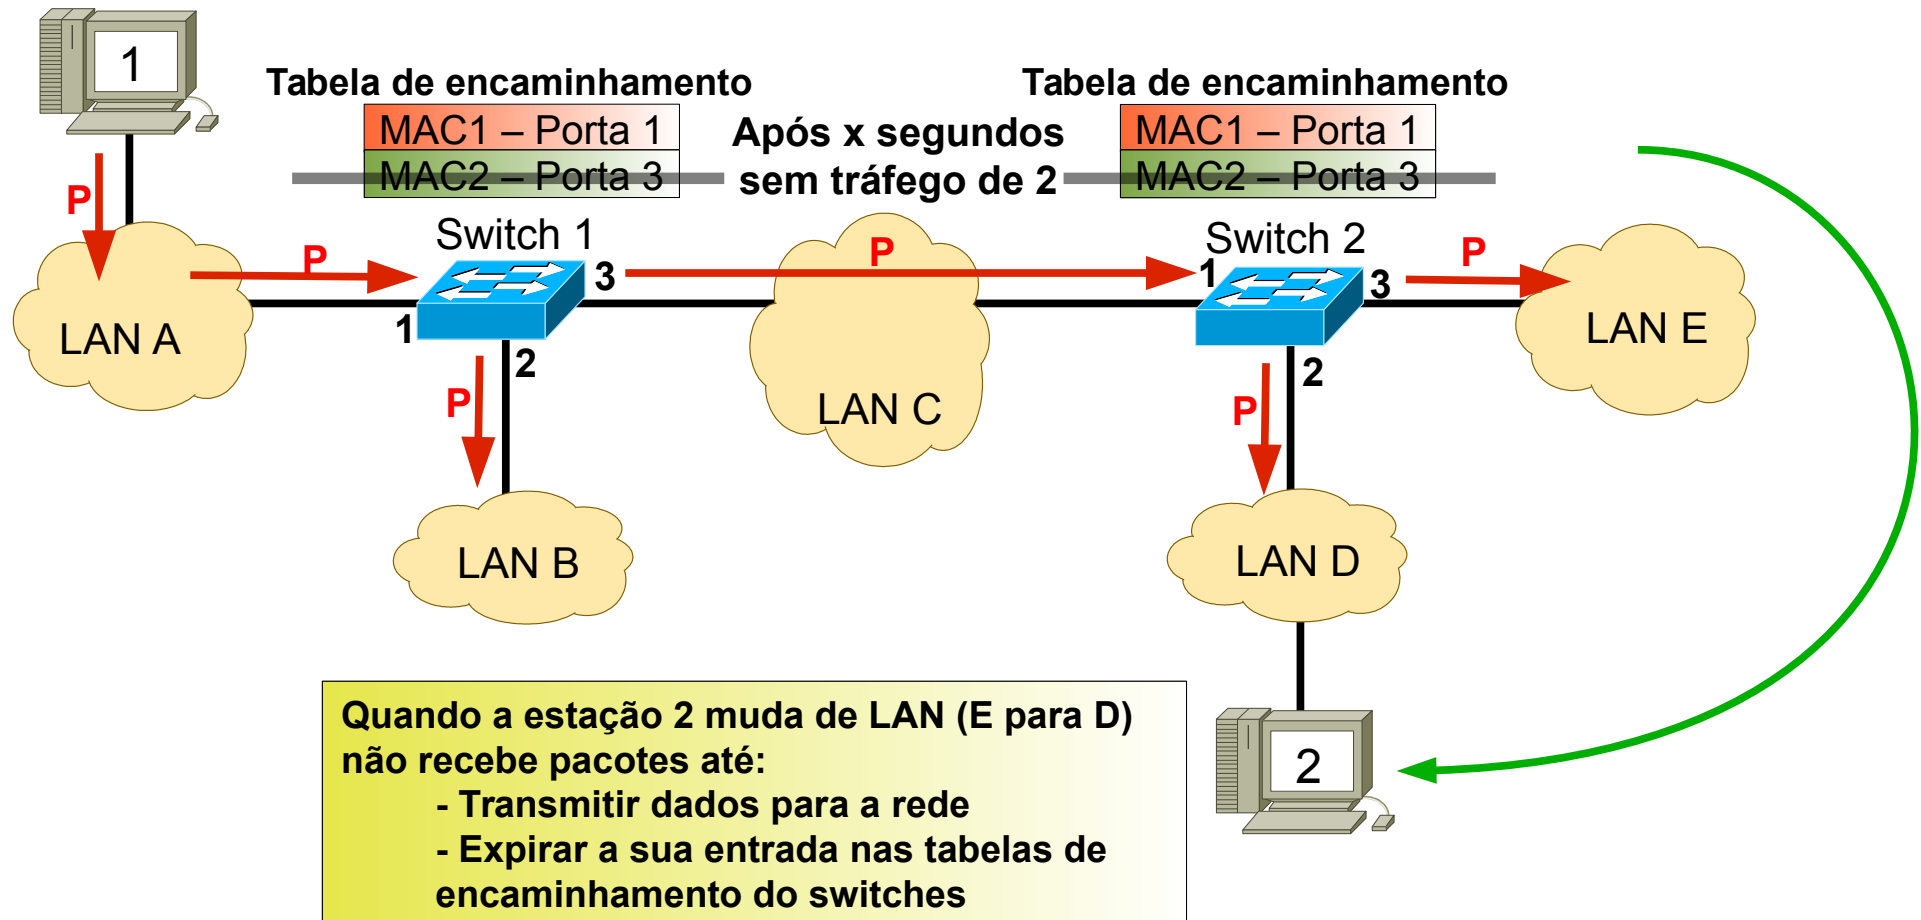 1
Tabela de encaminhamento
MAC1 – Porta 1
MAC2 – Porta 3
Após x segundos
sem tráfego de 2
Tabela de encaminhamento
MAC1 – Porta 1
MAC2 – Porta 3
P
Switch 1
P
3
P
Switch 2
1
3
P
LAN A
1
2
P
LAN C
2
P
LAN E
LAN B
LAN D
2
Quando a estação 2 muda de LAN (E para D)
não recebe pacotes até:
- Transmitir dados para a rede
- Expirar a sua entrada nas tabelas de
encaminhamento do switches